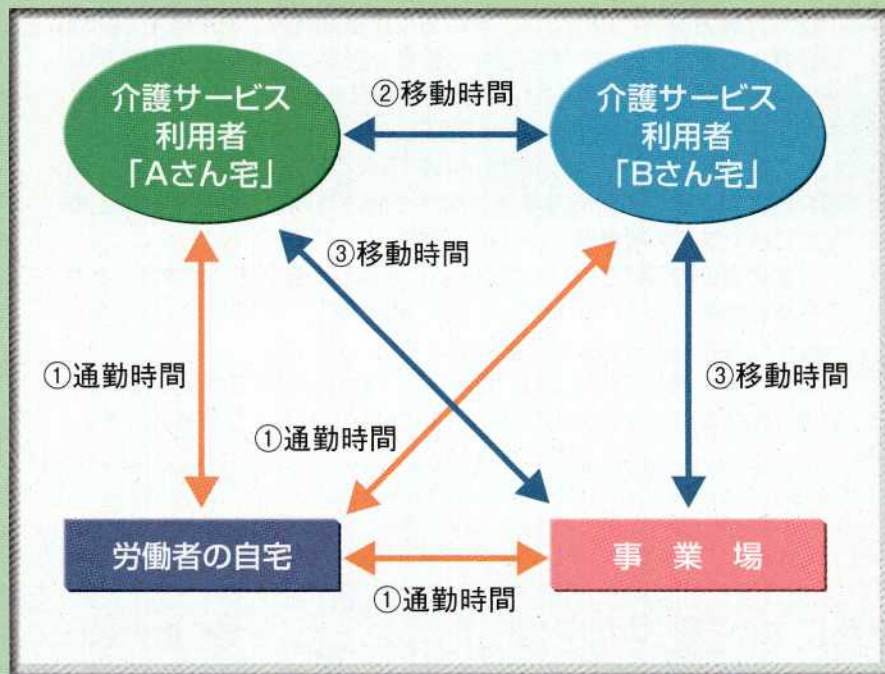 介護サービス
利用者
「Aさん宅」
②移動時間
介護サービス
利用者
「Bさん宅」
③移動時間
①通勤時間
③移動時間
①通勤時間
労働者の自宅
事業場
①通勤時間